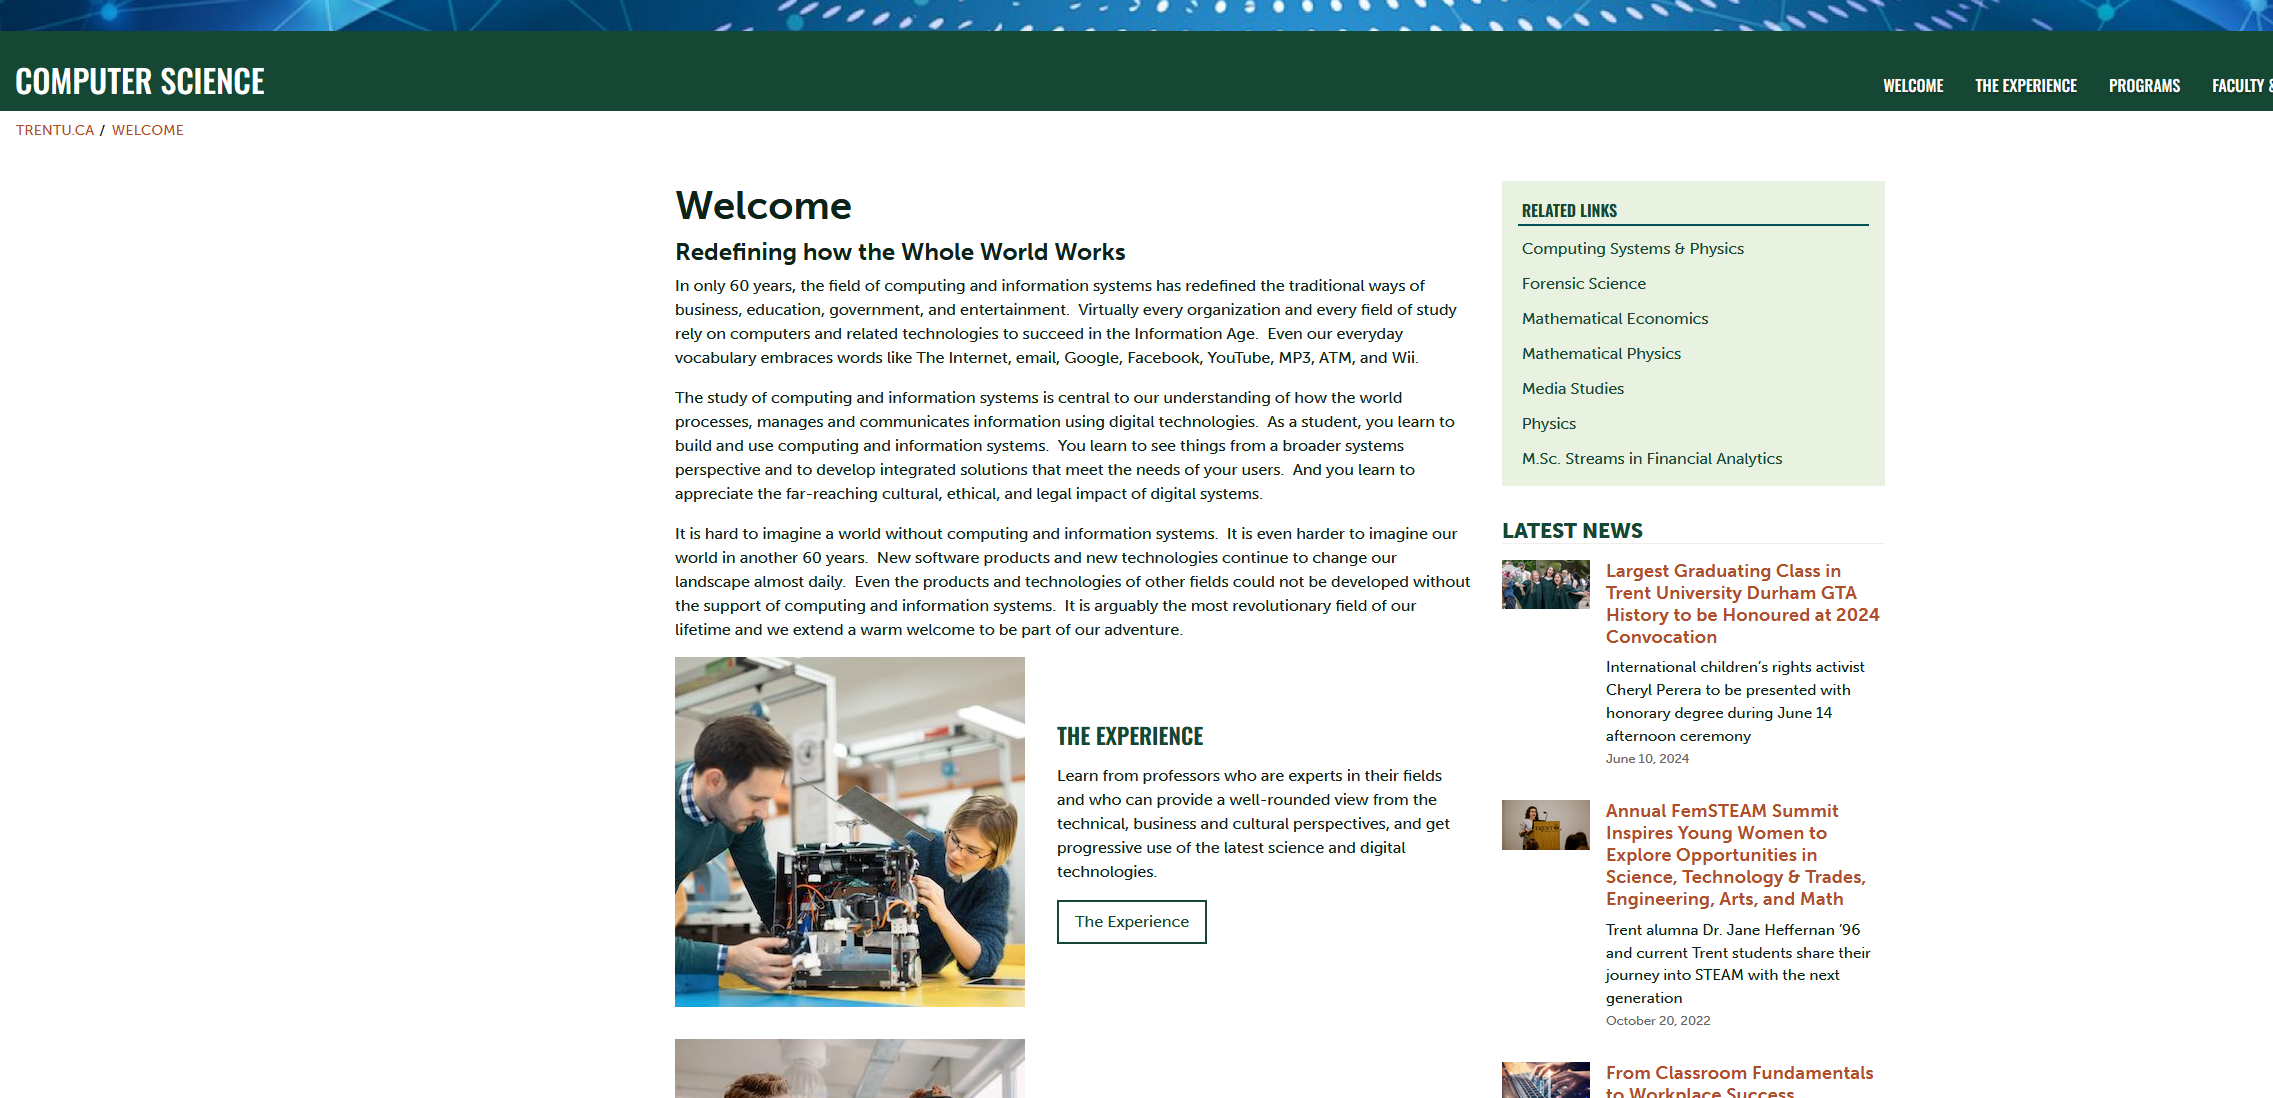 COMPUTER SCIENCE
WELCOME THE EXPERIENCE PROGRAMS FACULTY &
TRENTU.CA / WELCOME
Welcome
Redefining how the Whole World Works
In only 60 years, the field of computing and information systems has redefined the traditional ways of
business, education, government, and entertainment. Virtually every organization and every field of study
rely on computers and related technologies to succeed in the Information Age. Even our everyday
vocabulary embraces words like The Internet, email, Google, Facebook, YouTube, MP3, ATM, and Wii.
The study of computing and information systems is central to our understanding of how the world
processes, manages and communicates information using digital technologies. As a student, you learn to
build and use computing and information systems. You learn to see things from a broader systems
perspective and to develop integrated solutions that meet the needs of your users. And you learn to
appreciate the far-reaching cultural, ethical, and legal impact of digital systems.
It is hard to imagine a world without computing and information systems. It is even harder to imagine our
world in another 60 years. New software products and new technologies continue to change our
landscape almost daily. Even the products and technologies of other fields could not be developed without
the support of computing and information systems. It is arguably the most revolutionary field of our
lifetime and we extend a warm welcome to be part of our adventure.
THE EXPERIENCE
Learn from professors who are experts in their fields
and who can provide a well-rounded view from the
technical, business and cultural perspectives, and get
progressive use of the latest science and digital
technologies.
The Experience
RELATED LINKS
Computing Systems & Physics
Forensic Science
Mathematical Economics
Mathematical Physics
Media Studies
Physics
M.Sc. Streams in Financial Analytics
LATEST NEWS
Largest Graduating Class in
Trent University Durham GTA
History to be Honoured at 2024
Convocation
International children's rights activist
Cheryl Perera to be presented with
honorary degree during June 14
afternoon ceremony
June 10, 2024
TRENT
Annual FemSTEAM Summit
Inspires Young Women to
Explore Opportunities in
Science, Technology & Trades,
Engineering, Arts, and Math
Trent alumna Dr. Jane Heffernan '96
and current Trent students share their
journey into STEAM with the next
generation
October 20, 2022
From Classroom Fundamentals
to Workplace Success